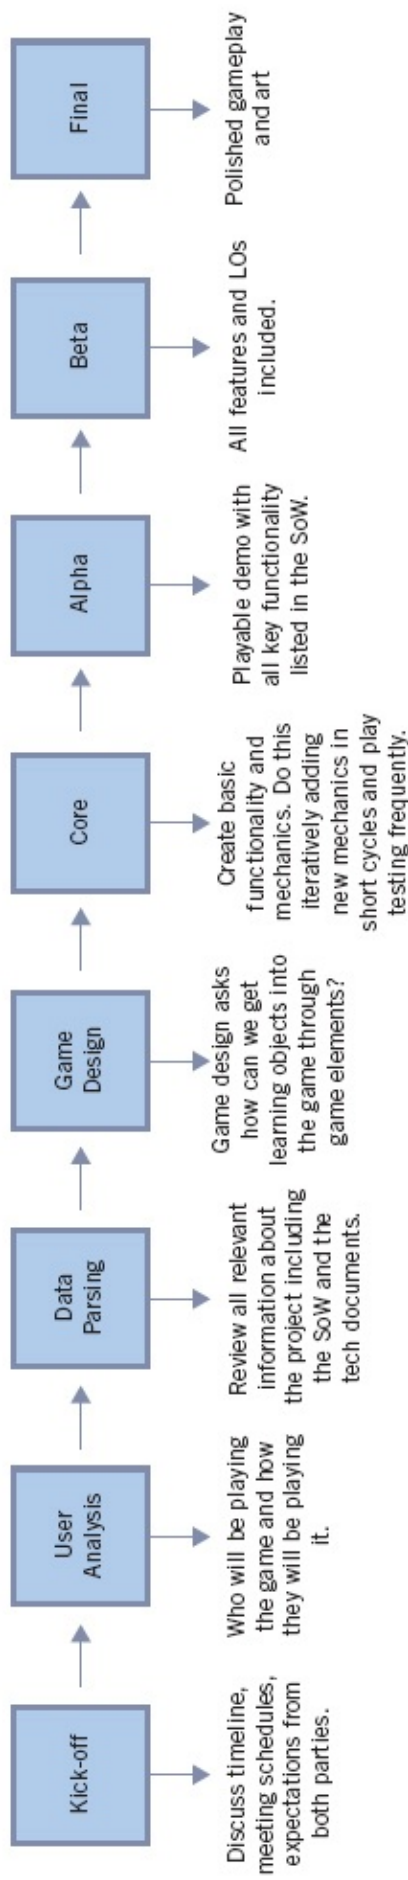 Kick-off
Discuss timeline,
meeting schedules,
expectations from
both parties.
User
Analysis
Who will be playing
the game and how
they will be playing
it.
Data
Parsing
Review all relevant
information about
the project including
the SoW and the
tech documents.
Game
Design
Game design asks
how can we get
learning objects into
the game through
game elements?
Core
Create basic
functionality and
mechanics. Do this
iteratively adding
new mechanics in
short cycles and play
testing frequently.
Alpha
Playable demo with
all key functionality
listed in the SoW.
Beta
All features and LOs
included.
Final
Polished gameplay
and art